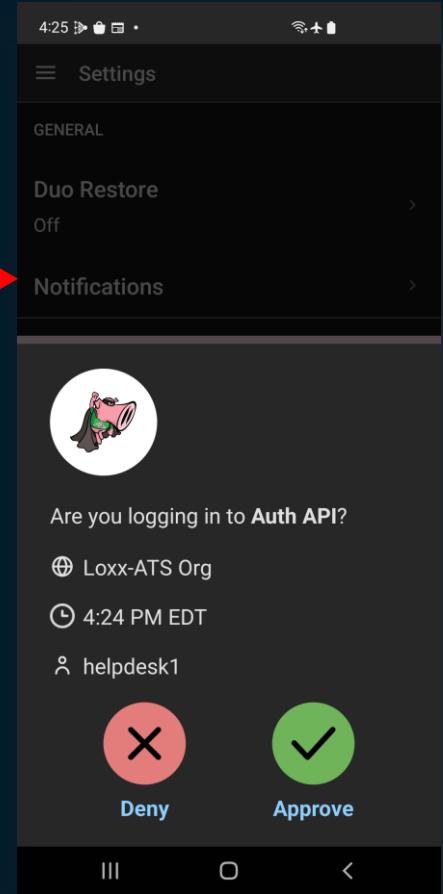 4:25
Settings
GENERAL
Duo Restore
Off
Notifications
Are you logging in to Auth API?
Loxx-ATS Org
4:24 PM EDT
helpdesk1
Deny Approve